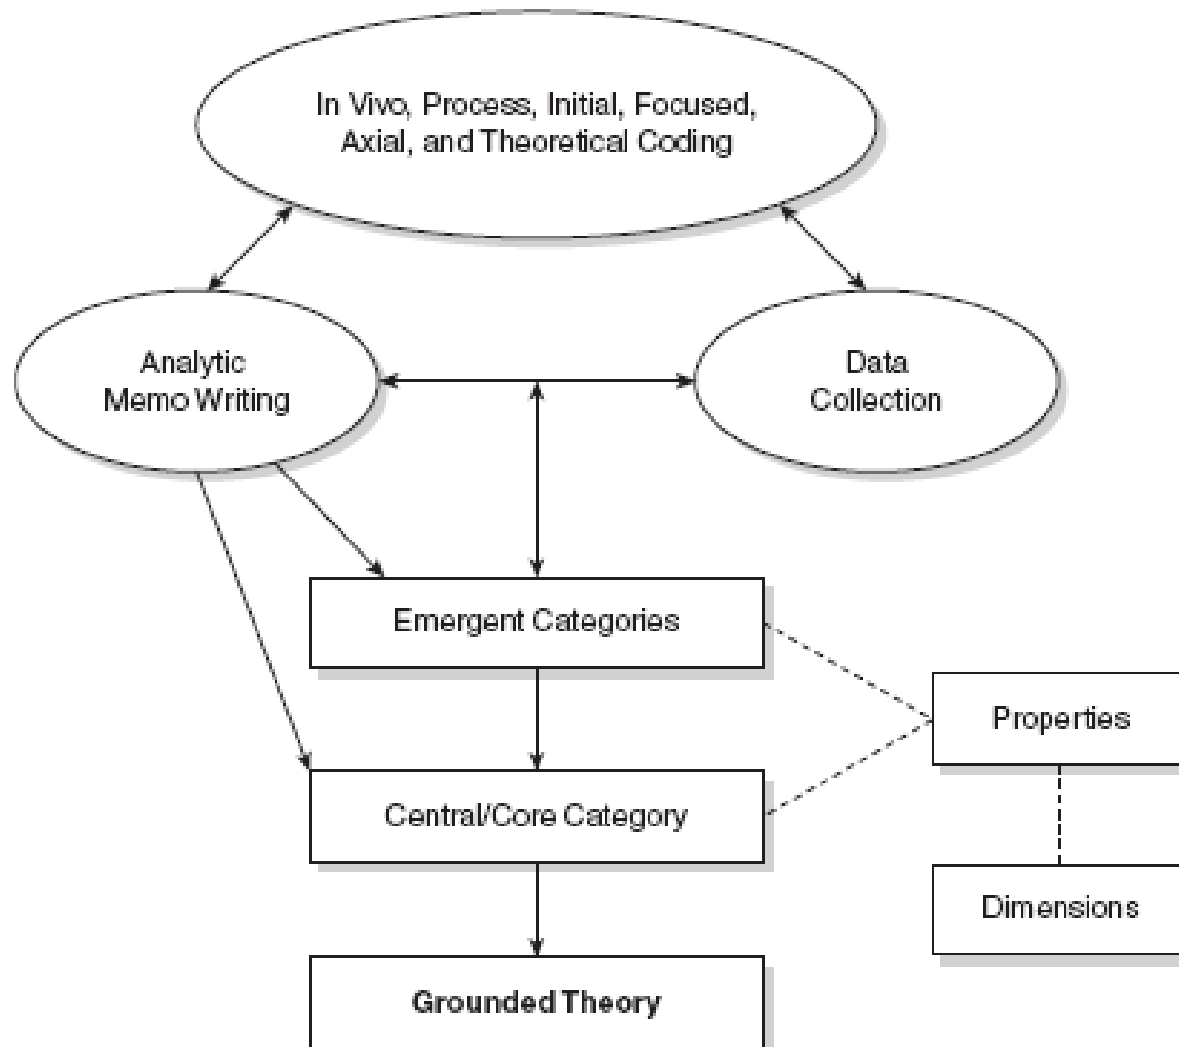 In Vivo, Process, Initial, Focused,
Axial, and Theoretical Coding
Analytic
Memo Writing
Data
Collection
Emergent Categories
Properties
Central/Core Category
Dimensions
Grounded Theory